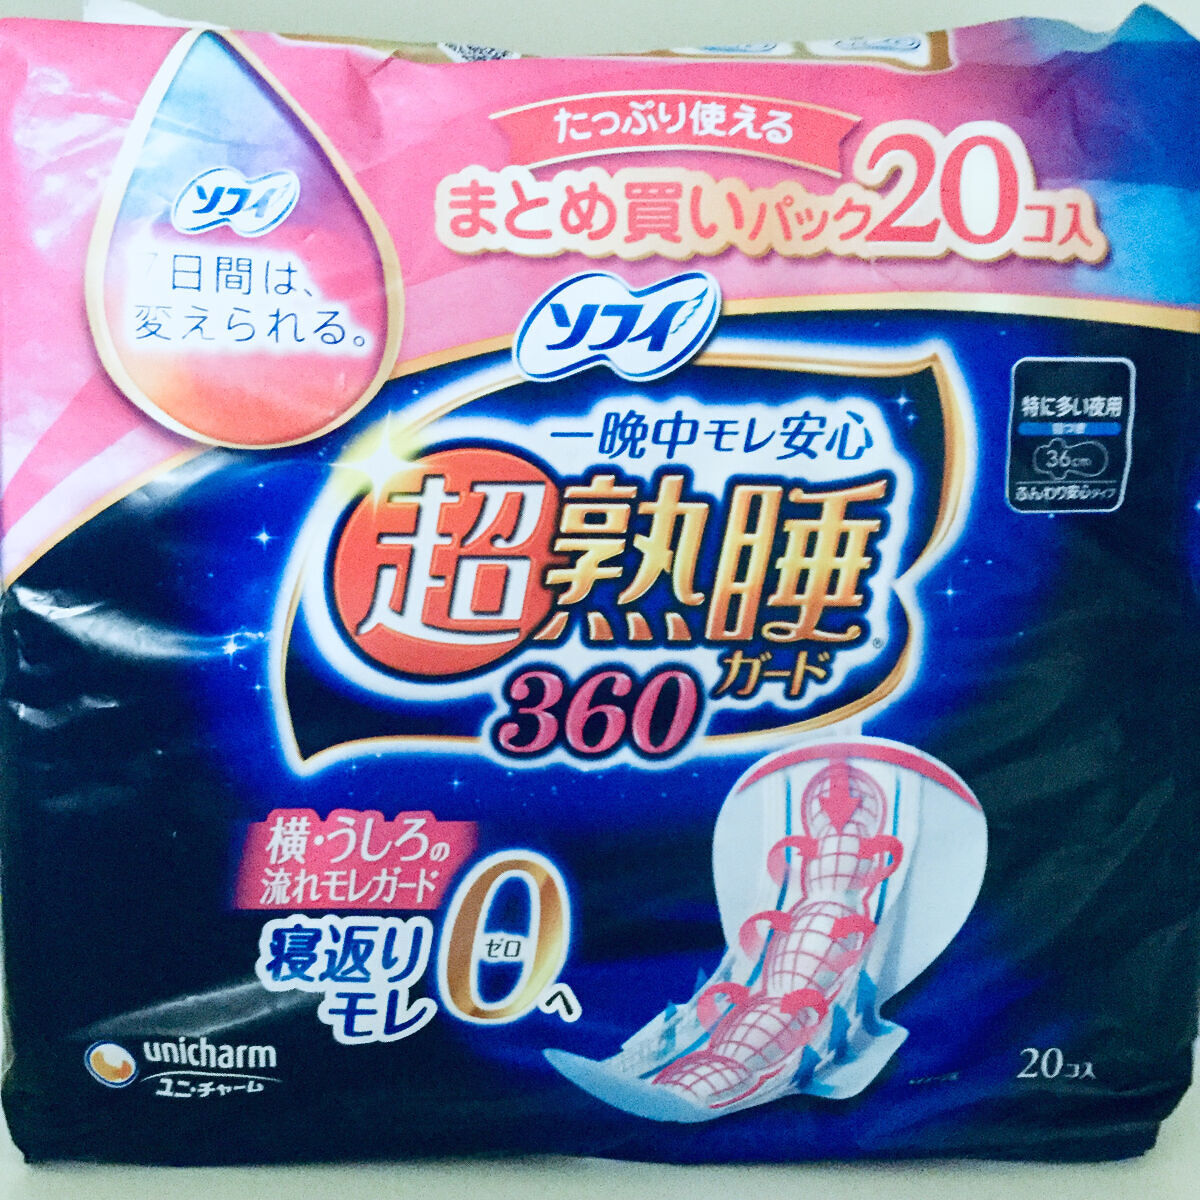 たっぷり使える
まとめ買いパック20コ入
ソフィ
7日間は、
変えられる。
ソフィ
一晩中モレ安心
超熟睡®
ガード
360
特に多い夜用
羽つき
36cm
ふんわり安心タイプ
横・うしろの
流れモレガード
寝返り
モレ
0
ゼロ
へ
unicharm
ユニ・チャーム
20コ入